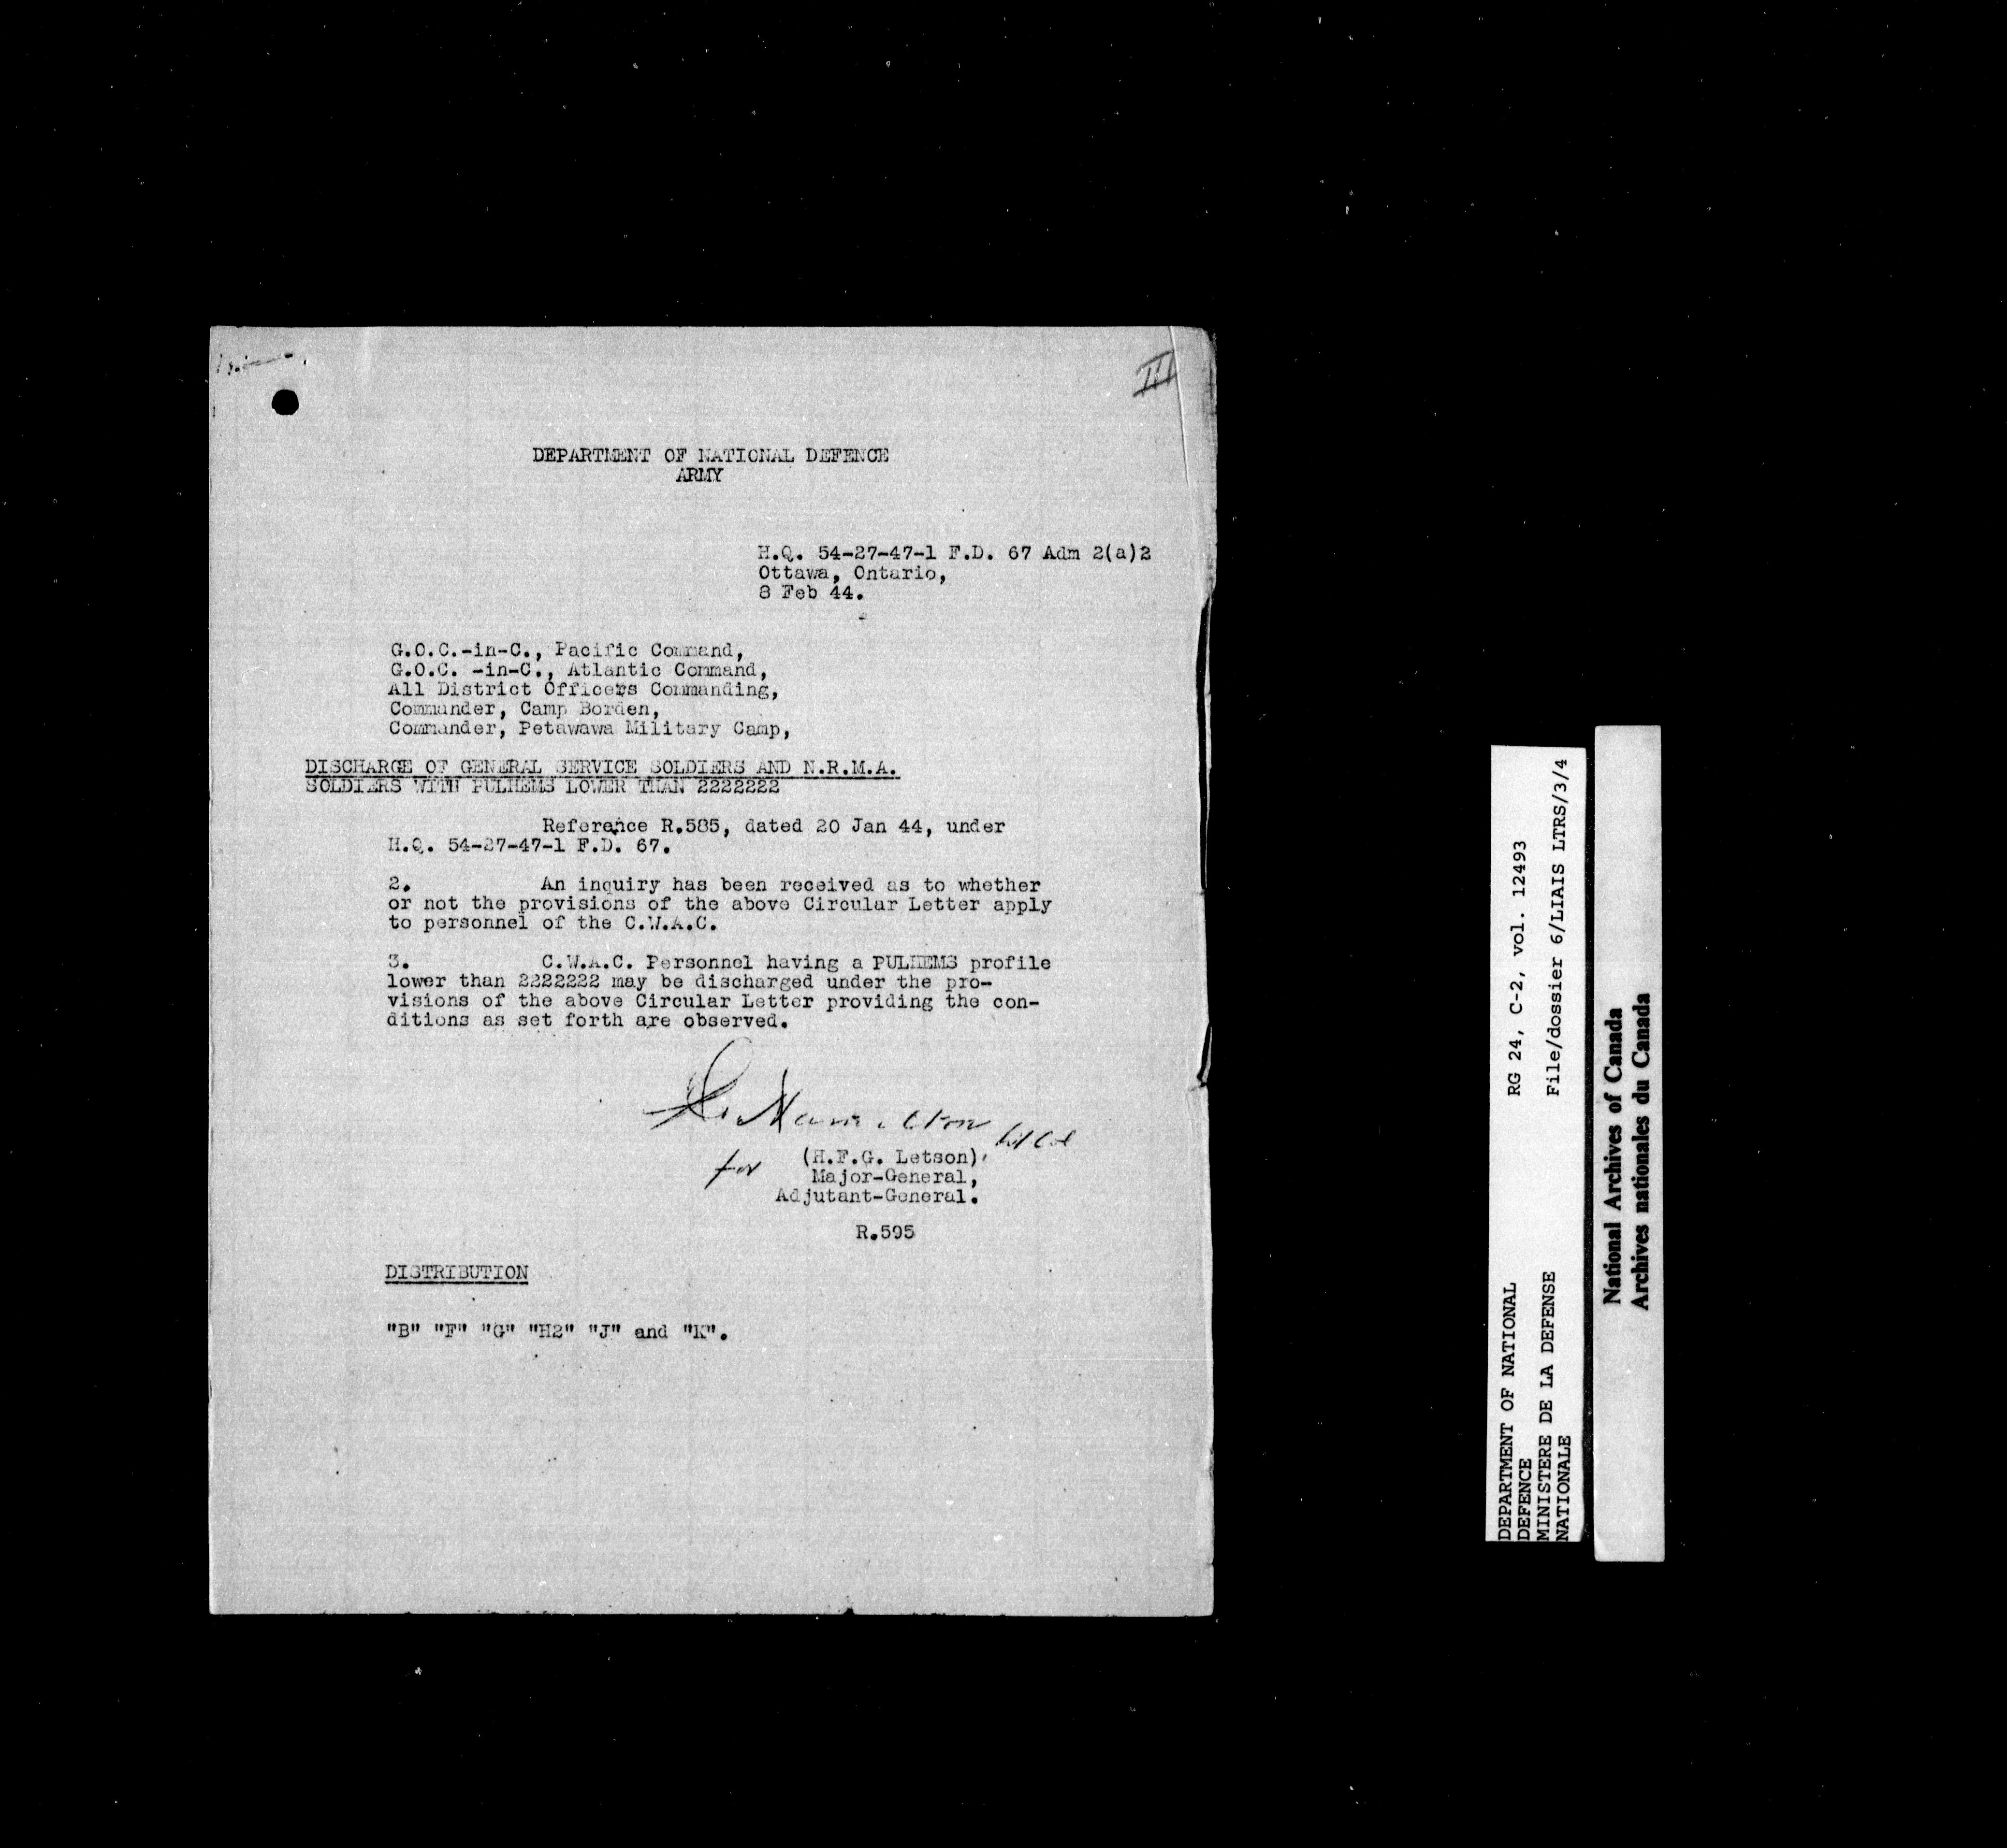 III
DEPARTMENT OF NATIONAL DEFENCE
ARMY
H.Q. 54-27-47-1 F.D. 67 Adm 2(a)2
Ottawa, Ontario,
8 Feb 44.
G.O.C.-in-C., Pacific Command,
G.O.C. -in-C., Atlantic Command,
All District Officers Commanding,
Commander, Camp Borden,
Commander, Petawawa Military Camp,
DISCHARGE OF GENERAL SERVICE SOLDIERS AND N.R.M.A.
SOLDIERS WITH PULHEMS LOWER THAN 2222222
Reference R.585, dated 20 Jan 44, under
H.Q. 54-27-47-1 F.D. 67.
2. An inquiry has been received as to whether
or not the provisions of the above Circular Letter apply
to personnel of the C.W.A.C.
3. C.W.A.C. Personnel having a PULHEMS profile
lower than 2222222 may be discharged under the pro-
visions of the above Circular Letter providing the con-
ditions as set forth are observed.
Hamilton
for (H.F.G. Letson),
Major-General,
Adjutant-General.
R.595
DISTRIBUTION
"B" "F" "G" "H2" "J" and "K".
DEPARTMENT OF NATIONAL
DEFENCE
MINISTERE DE LA DEFENSE
NATIONALE
RG 24, C-2, vol. 12493
File/dossier 6/LIAIS LTRS/3/4
National Archives of Canada
Archives nationales du Canada